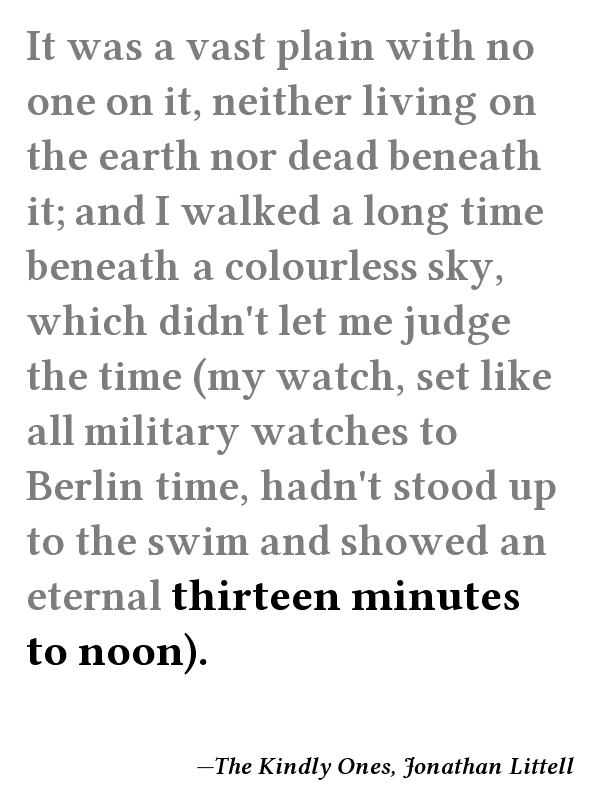 It was a vast plain with no
one on it, neither living on
the earth nor dead beneath
it; and I walked a long time
beneath a colourless sky,
which didn't let me judge
the time (my watch, set like
all military watches to
Berlin time, hadn't stood up
to the swim and showed an
eternal thirteen minutes
to noon).
—The Kindly Ones, Jonathan Littell